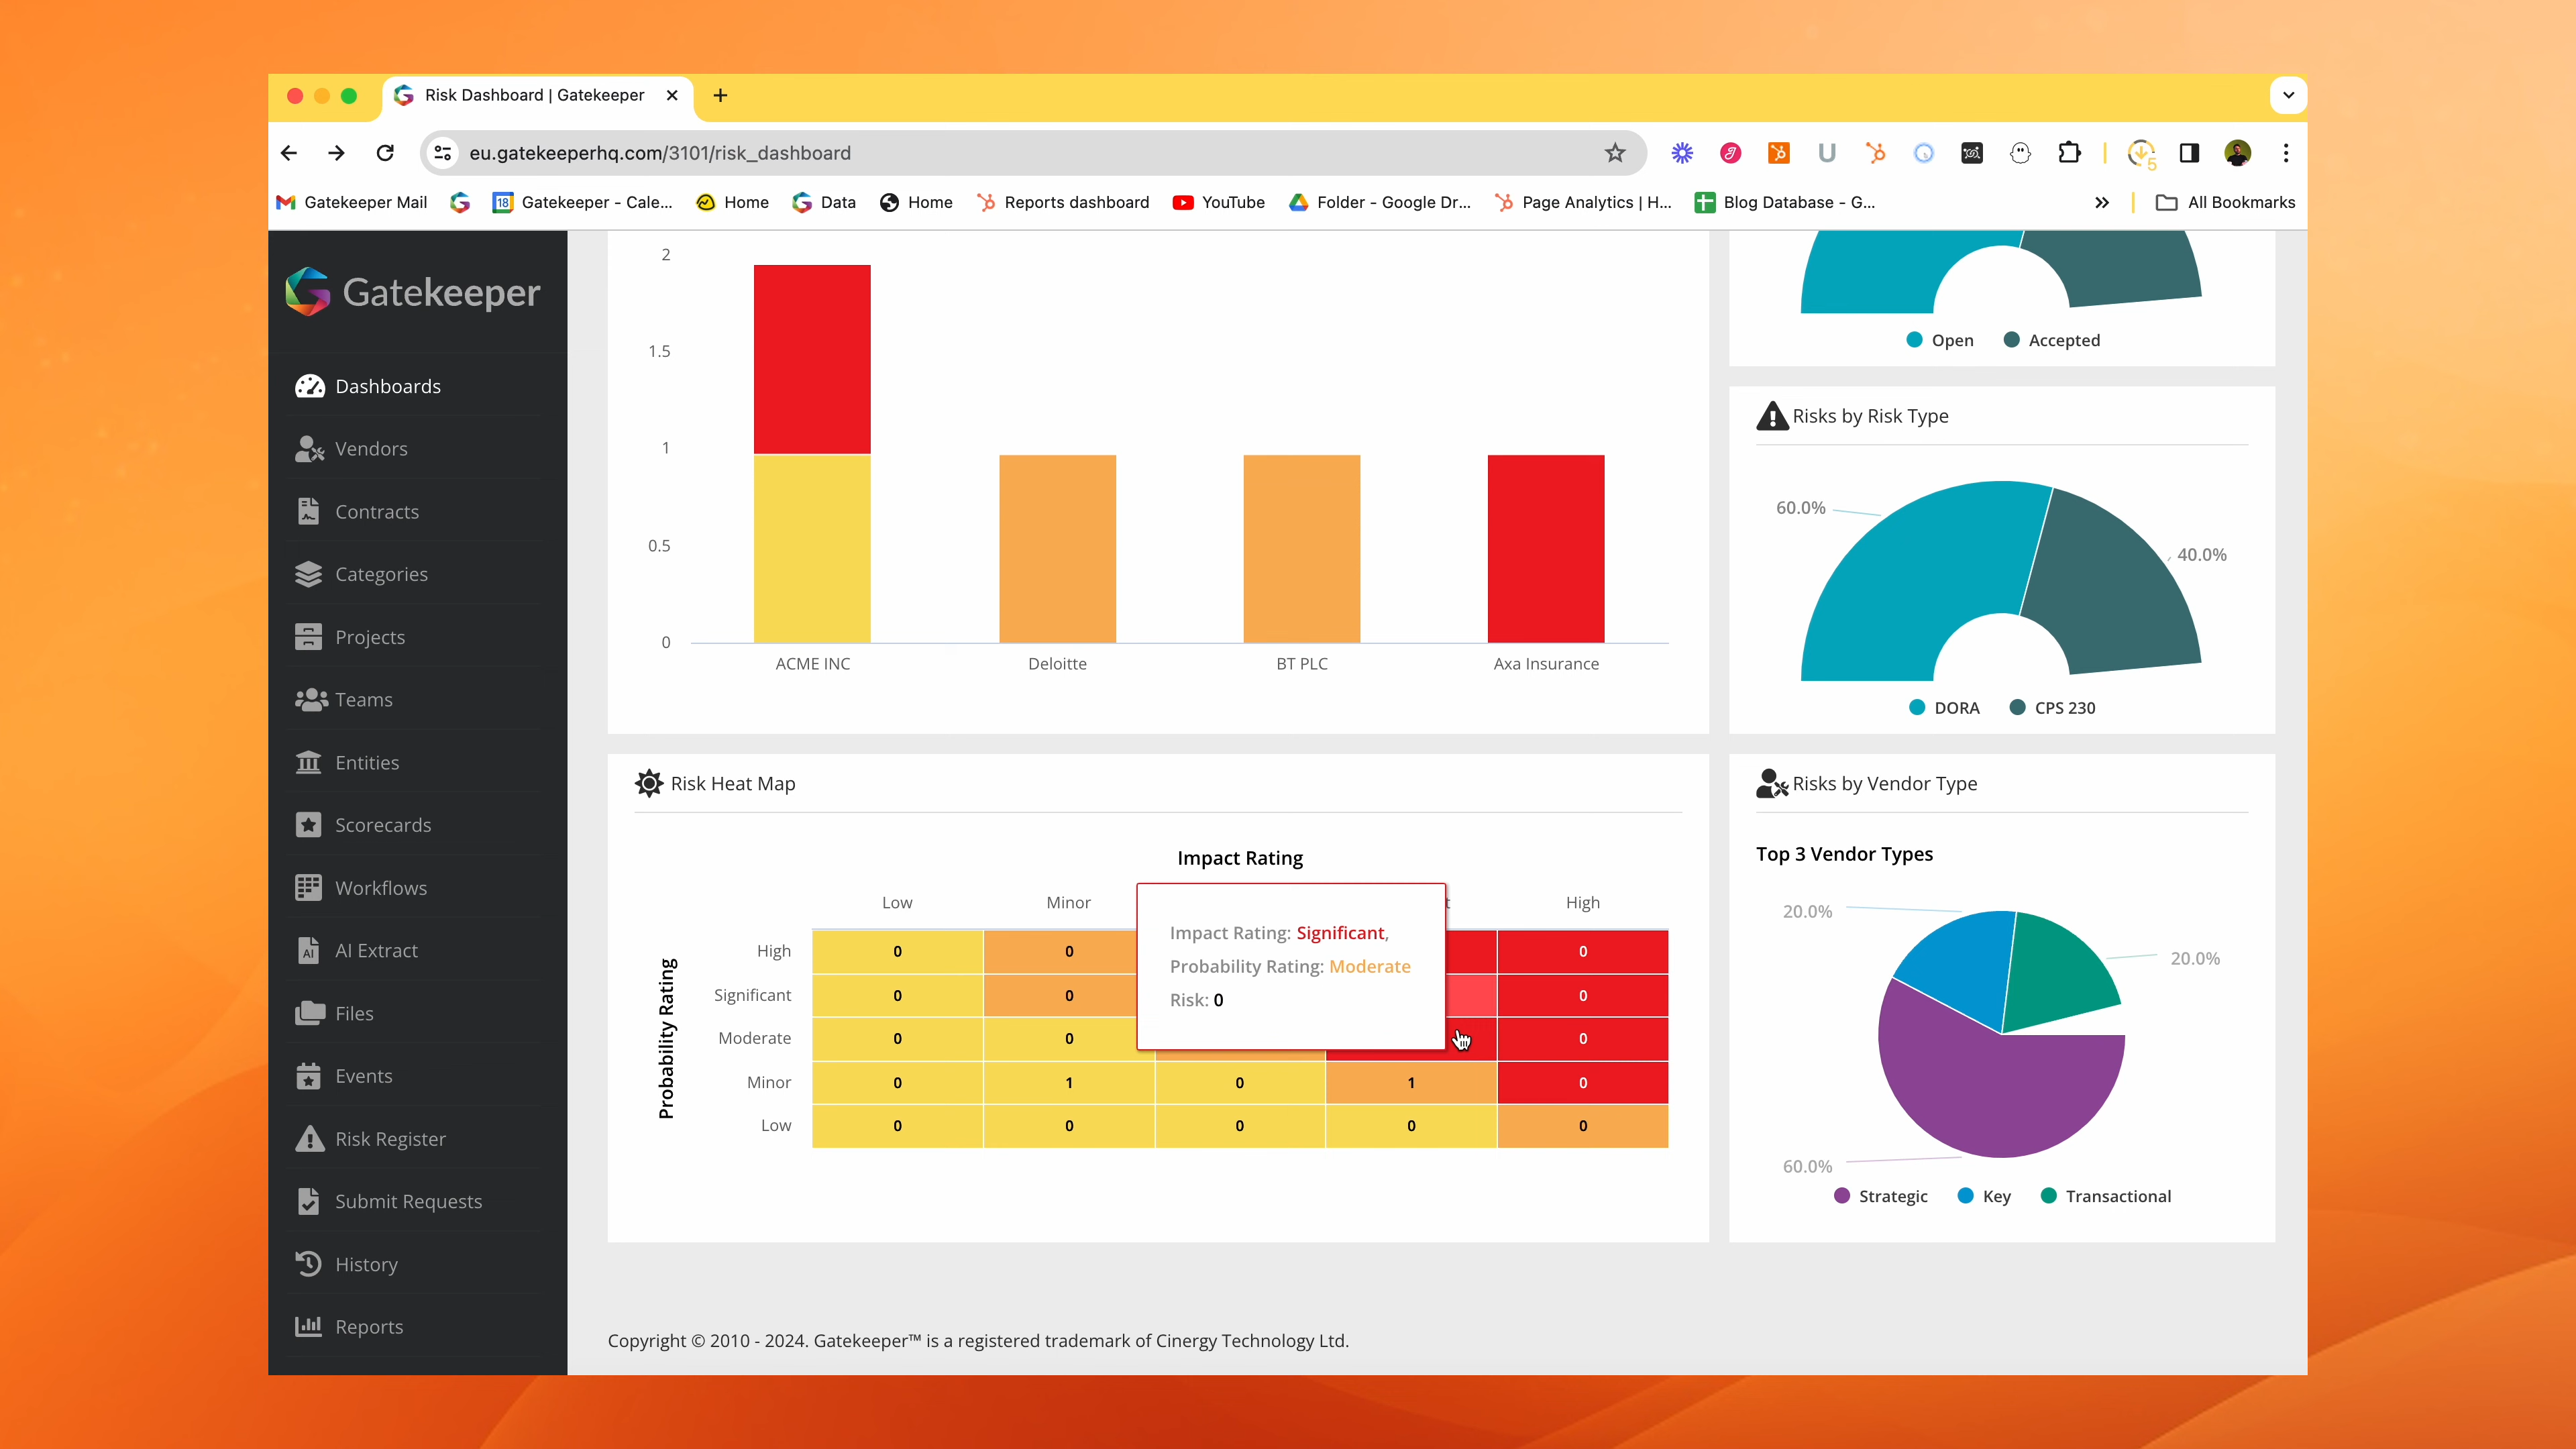 Risk Dashboard | Gatekeeper
eu.gatekeeperhq.com/3101/risk_dashboard
U
5
Gatekeeper Mail
18
Gatekeeper - Cale...
Home
Data
Home
Reports dashboard
YouTube
Folder - Google Dr...
Page Analytics | H...
Blog Database - G...
All Bookmarks
Gatekeeper
Dashboards
Vendors
Contracts
Categories
Projects
Teams
Entities
Scorecards
Workflows
AI
AI Extract
Files
Events
Risk Register
Submit Requests
History
Reports
2
1.5
1
0.5
0
ACME INC
Deloitte
BT PLC
Axa Insurance
Open
Accepted
Risks by Risk Type
60.0%
40.0%
DORA
CPS 230
Risk Heat Map
Impact Rating
Low
Minor
High
Probability Rating
High 0 0 0
Significant 0 0 0
Moderate 0 0 0
Minor 0 1 0 1 0
Low 0 0 0 0 0
Impact Rating: Significant,
Probability Rating: Moderate
Risk: 0
Risks by Vendor Type
Top 3 Vendor Types
20.0%
20.0%
60.0%
Strategic
Key
Transactional
Copyright © 2010 - 2024. Gatekeeper™ is a registered trademark of Cinergy Technology Ltd.